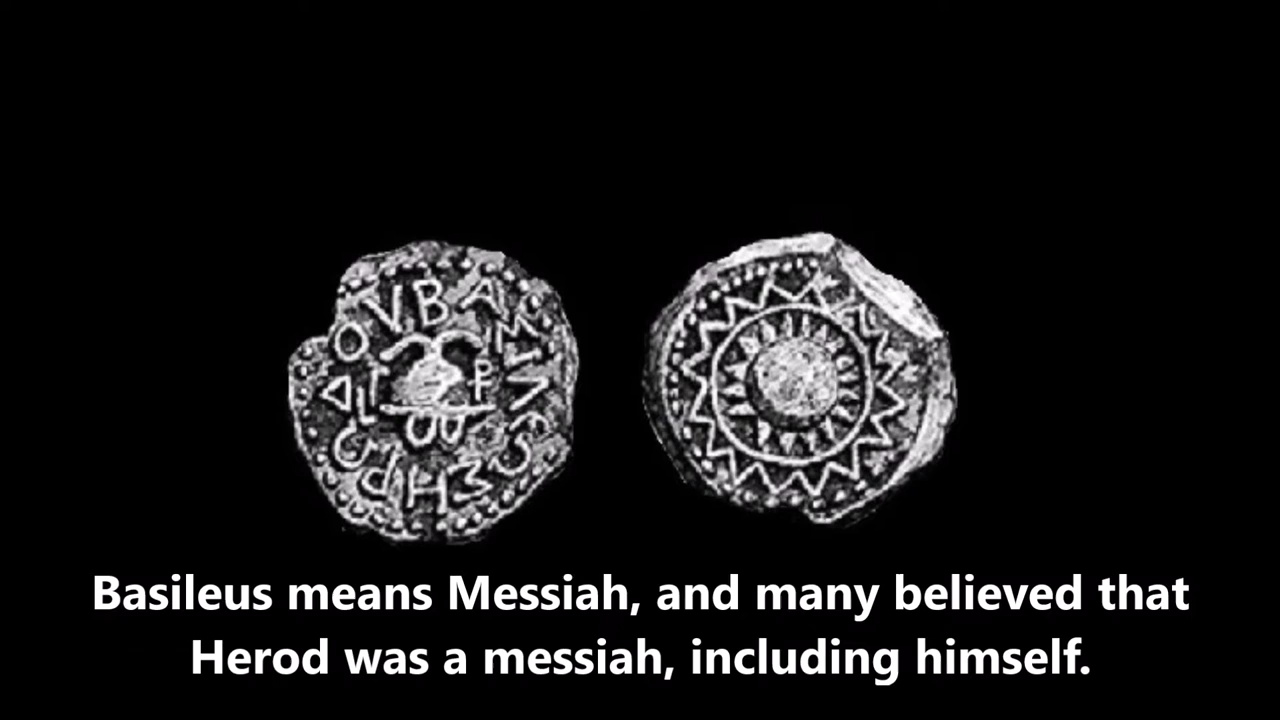 Basileus means Messiah, and many believed that
Herod was a messiah, including himself.